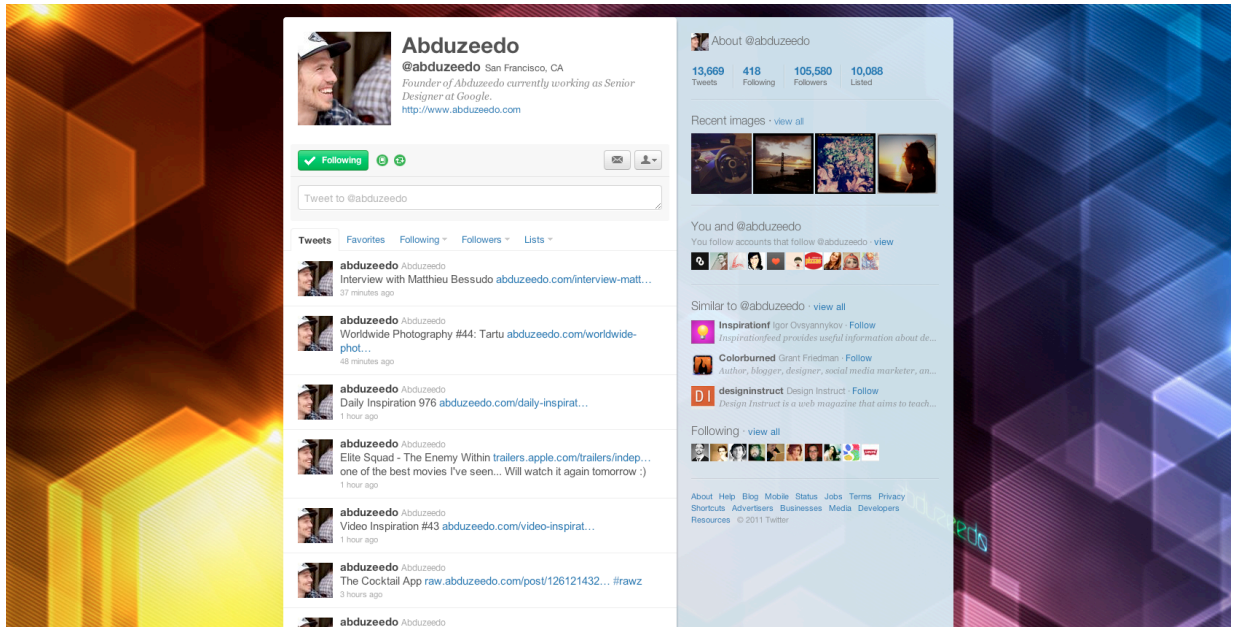 Abduzeedo
@abduzeedo San Francisco, CA
Founder of Abduzeedo currently working as Senior
Designer at Google.
http://www.abduzeedo.com
Following
Tweet to @abduzeedo
Tweets Favorites Following Followers Lists
abduzeedo Abduzeedo
Interview with Matthieu Bessudo abduzeedo.com/interview-matt…
37 minutes ago
abduzeedo Abduzeedo
Worldwide Photography #44: Tartu abduzeedo.com/worldwide-
phot…
48 minutes ago
abduzeedo Abduzeedo
Daily Inspiration 976 abduzeedo.com/daily-inspirat…
1 hour ago
abduzeedo Abduzeedo
Elite Squad - The Enemy Within trailers.apple.com/trailers/indep…
one of the best movies I've seen... Will watch it again tomorrow :)
1 hour ago
abduzeedo Abduzeedo
Video Inspiration #43 abduzeedo.com/video-inspirat…
1 hour ago
abduzeedo Abduzeedo
The Cocktail App raw.abduzeedo.com/post/126121432… #rawz
3 hours ago
abduzeedo Abduzeedo
About @abduzeedo
13,669 418 105,580 10,088
Tweets Following Followers Listed
Recent images · view all
You and @abduzeedo
You follow accounts that follow @abduzeedo · view
Similar to @abduzeedo · view all
Inspirationf Igor Ovsyannykov · Follow
Inspirationfeed provides useful information about de...
Colorburned Grant Friedman · Follow
Author, blogger, designer, social media marketer, an...
DI
designinstruct Design Instruct · Follow
Design Instruct is a web magazine that aims to teach...
Following · view all
About Help Blog Mobile Status Jobs Terms Privacy
Shortcuts Advertisers Businesses Media Developers
Resources © 2011 Twitter